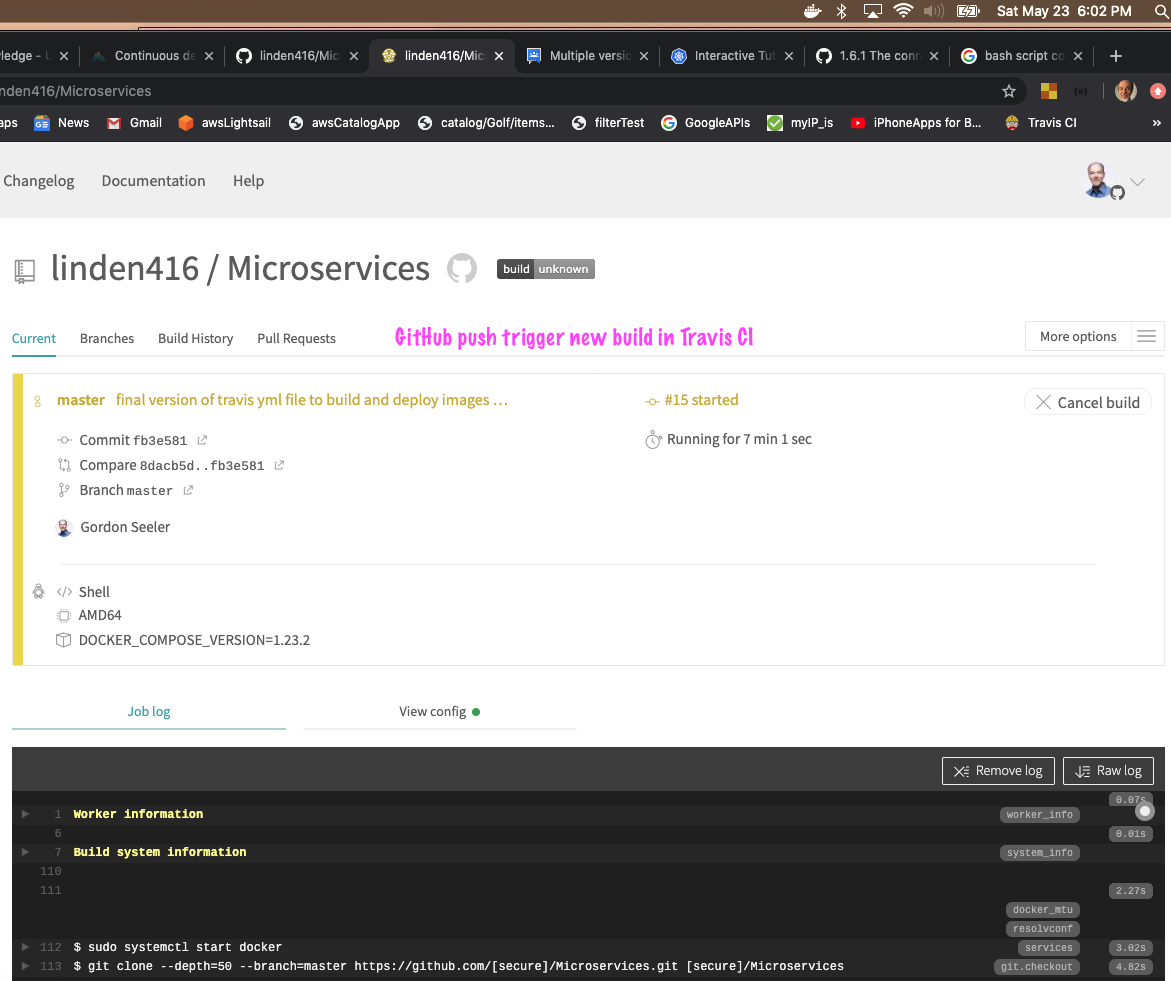 Sat May 23 6:02 PM
ledge - U
Continuous de
linden416/Mic
linden416/Mic
Multiple versio
Interactive Tut
1.6.1 The conn
bash script co
nden416/Microservices
aps
News
Gmail
awsLightsail
awsCatalogApp
catalog/Golf/items...
filterTest
GoogleAPIs
myIP_is
iPhoneApps for B...
Travis CI
»
Changelog
Documentation
Help
linden416 / Microservices
build unknown
Current
Branches
Build History
Pull Requests
GitHub push trigger new build in Travis CI
More options
master final version of travis yml file to build and deploy images …
#15 started
Cancel build
Commit fb3e581
Running for 7 min 1 sec
Compare 8dacb5d..fb3e581
Branch master
Gordon Seeler
Shell
AMD64
DOCKER_COMPOSE_VERSION=1.23.2
Job log
View config
Remove log
Raw log
0.07s
1 Worker information worker_info
6 0.01s
7 Build system information system_info
110
111 2.27s
docker_mtu
resolvconf
112 $ sudo systemctl start docker services 3.02s
113 $ git clone --depth=50 --branch=master https://github.com/[secure]/Microservices.git [secure]/Microservices git.checkout 4.82s